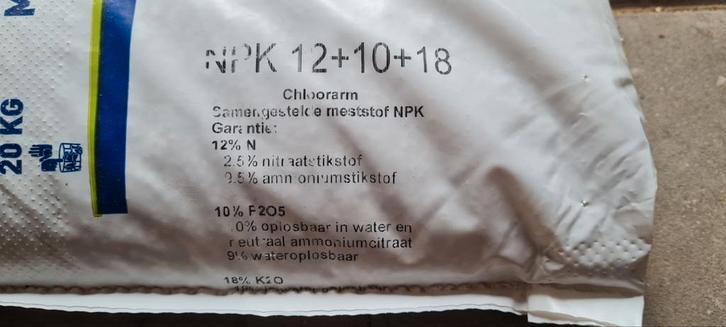 NPK 12+10+18
Chloorarm
Samengestelde meststof NPK
Garantie:
12% N
2.5% nitraatstikstof
9.5% ammoniumstikstof
10% P2O5
10% oplosbaar in water en
neutraal ammoniumcitraat
9% wateroplosbaar
18% K2O
20 KG
M